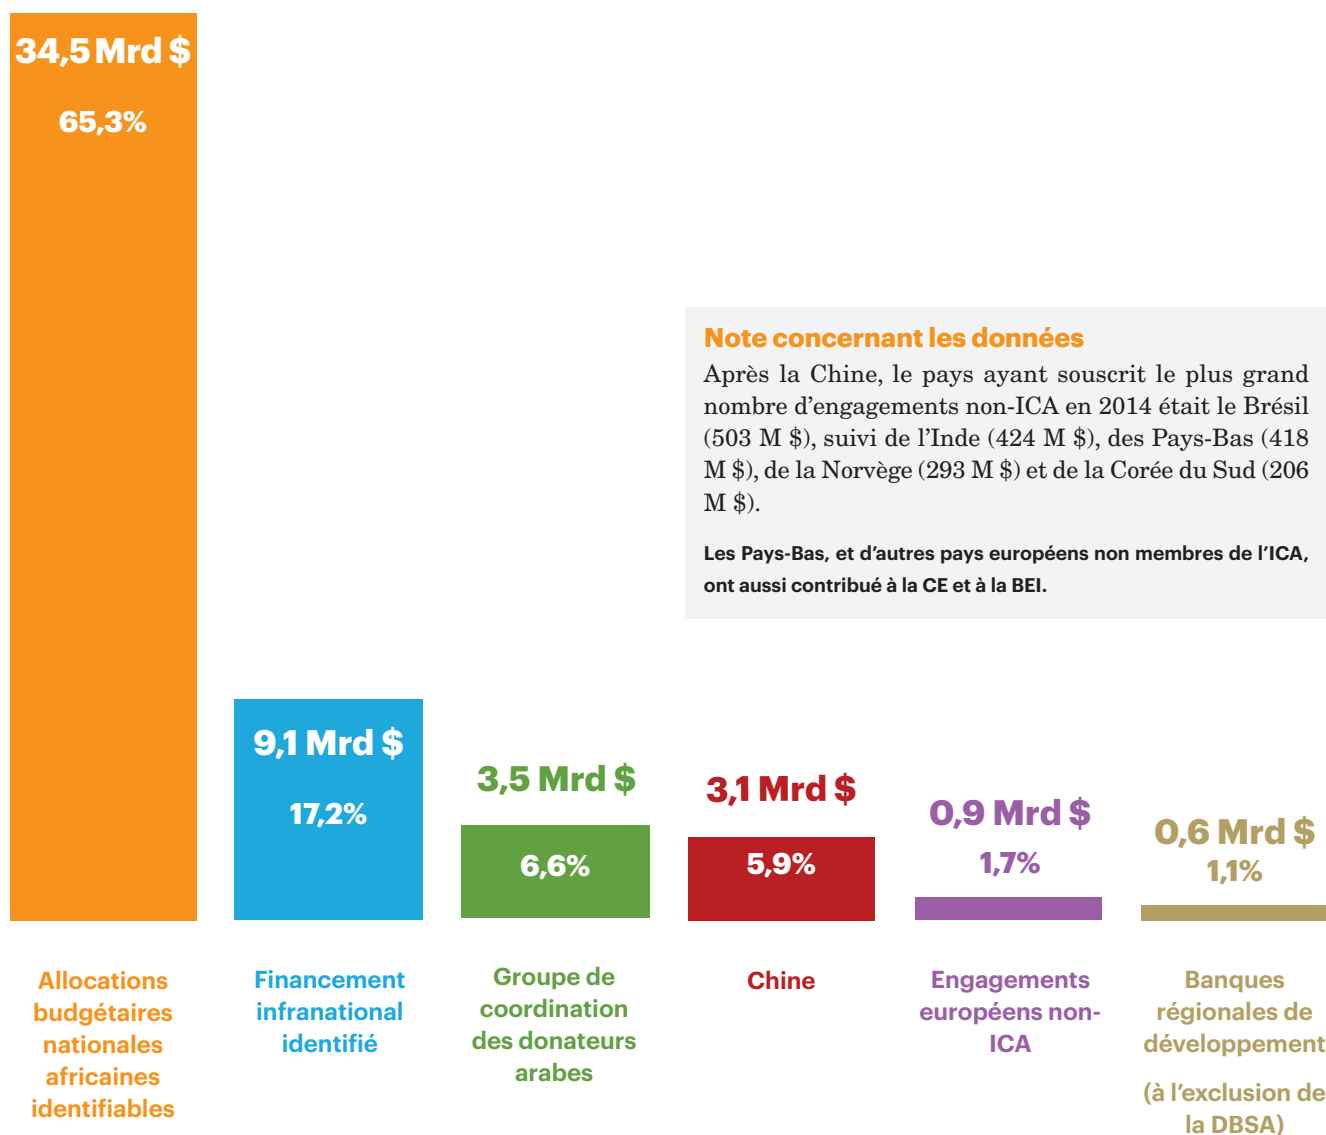 34,5 Mrd $
65,3%
Note concernant les données
Après la Chine, le pays ayant souscrit le plus grand
nombre d’engagements non-ICA en 2014 était le Brésil
(503 M $), suivi de l’Inde (424 M $), des Pays-Bas (418
M $), de la Norvège (293 M $) et de la Corée du Sud (206
M $).
Les Pays-Bas, et d’autres pays européens non membres de l’ICA,
ont aussi contribué à la CE et à la BEI.
9,1 Mrd $
17,2%
3,5 Mrd $
6,6%
3,1 Mrd $
5,9%
0,9 Mrd $
1,7%
0,6 Mrd $
1,1%
Allocations
budgétaires
nationales
africaines
identifiables
Financement
infranational
identifié
Groupe de
coordination
des donateurs
arabes
Chine
Engagements
européens non-
ICA
Banques
régionales de
développement
(à l’exclusion de
la DBSA)